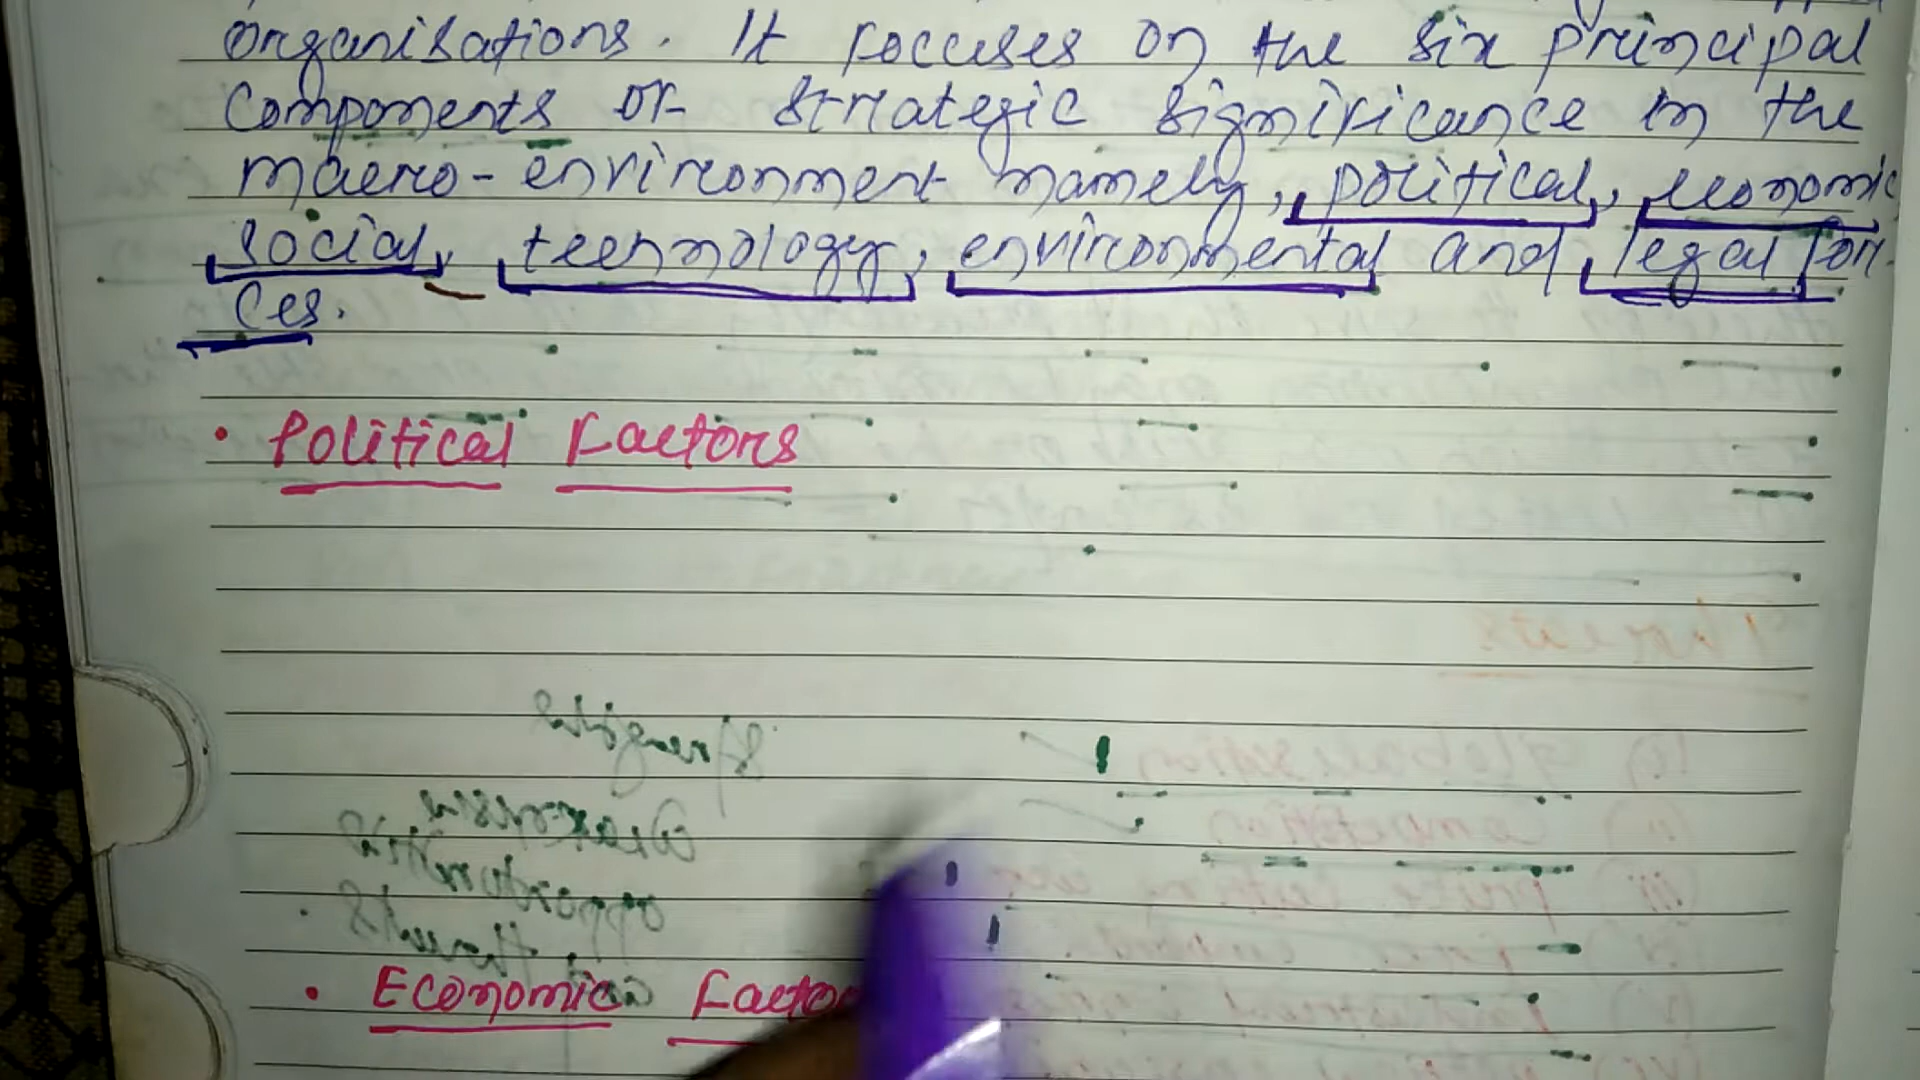 organisations. It focuses on the six principal
components of strategic significance in the
macro-environment namely, political, economic
social, technology, environmental and legal for-
ces.
• Political Factors
• Economic Factor